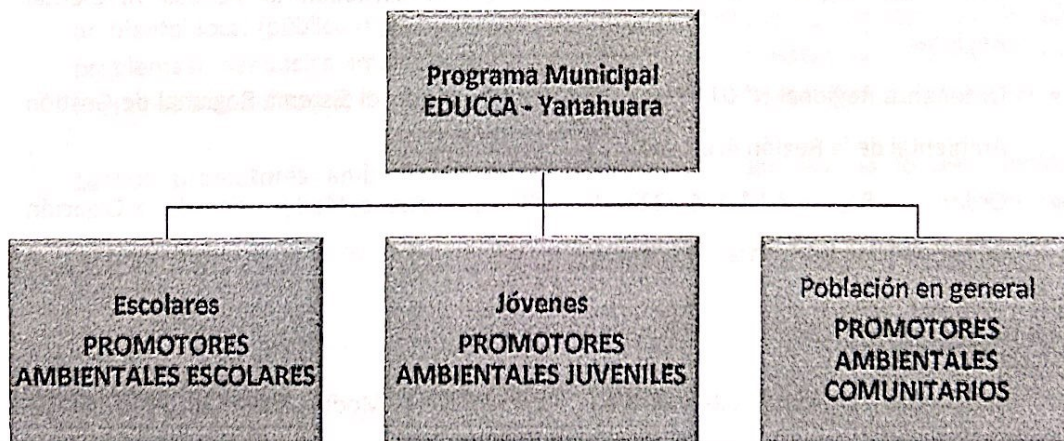 Programa Municipal
EDUCCA - Yanahuara
Escolares
PROMOTORES
AMBIENTALES ESCOLARES
Jóvenes
PROMOTORES
AMBIENTALES JUVENILES
Población en general
PROMOTORES
AMBIENTALES
COMUNITARIOS